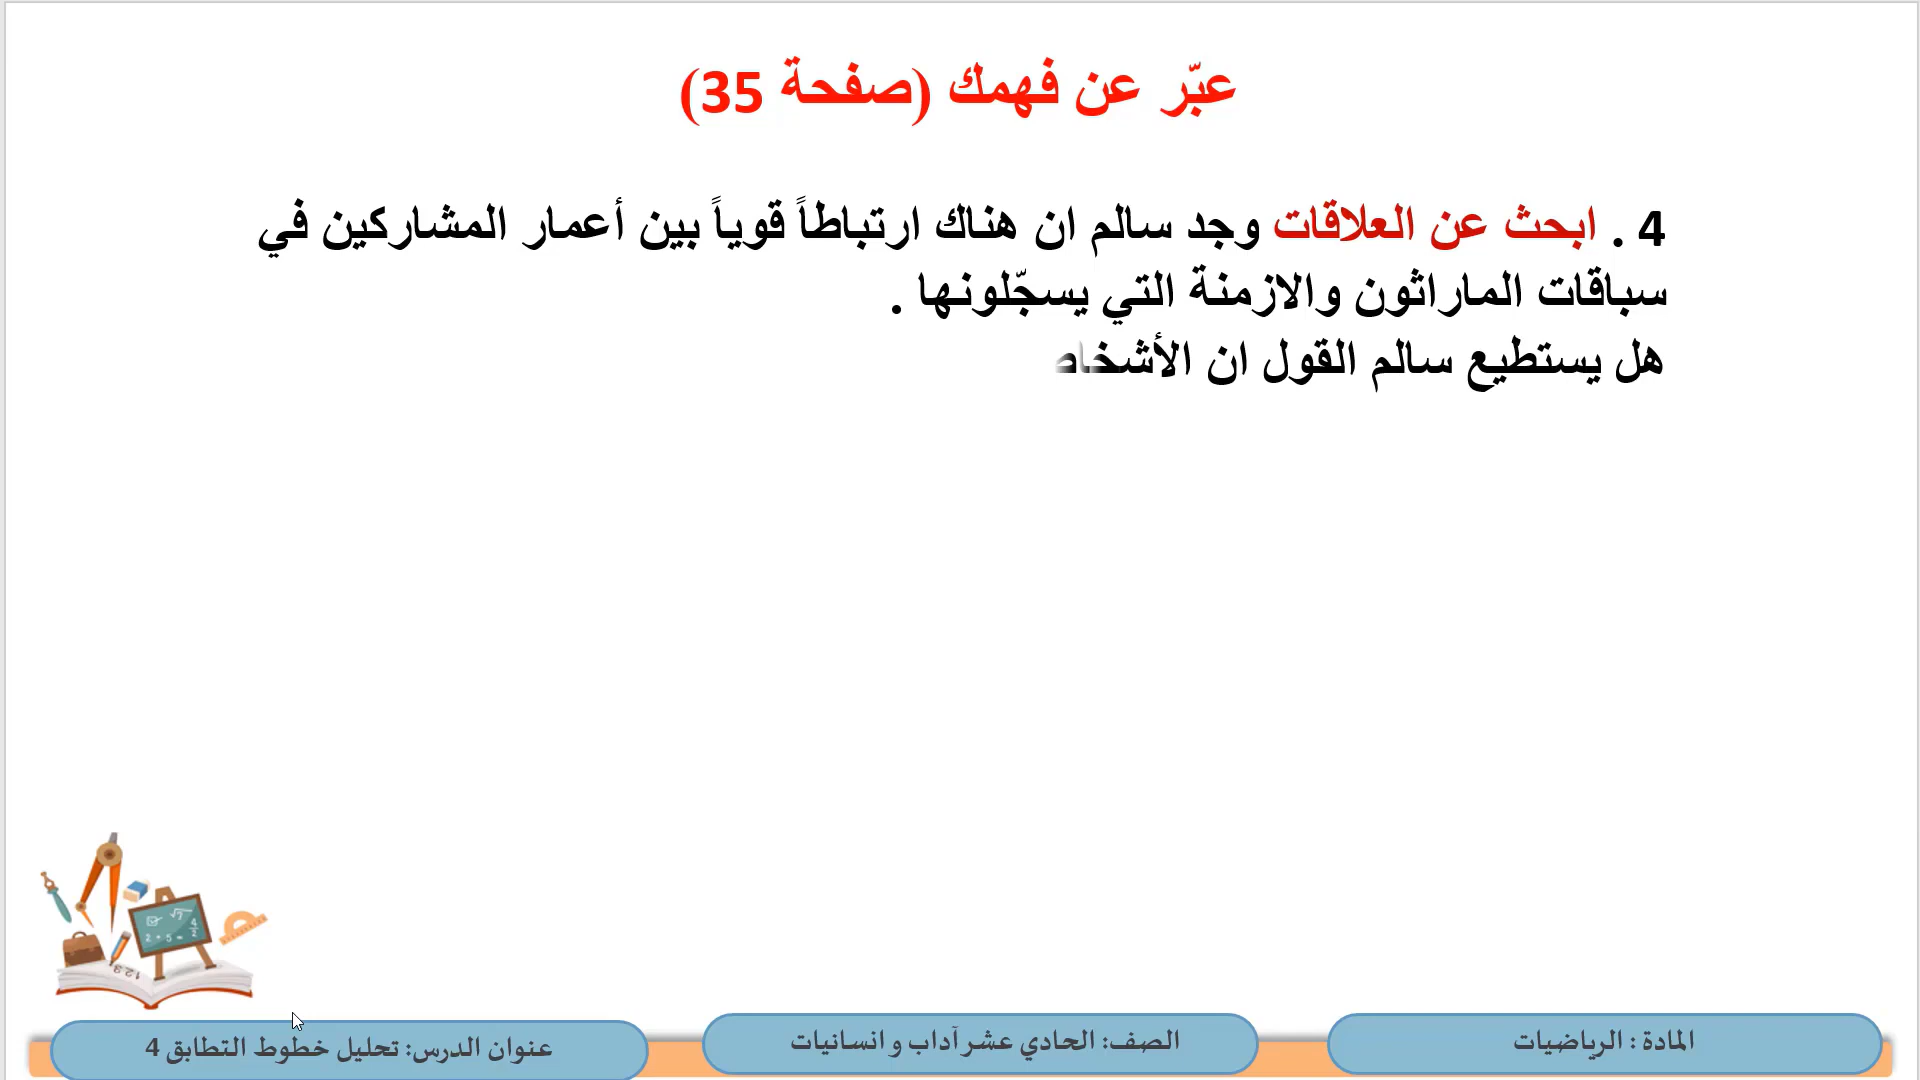 عبّر عن فهمك (صفحة 35)
4 . ابحث عن العلاقات وجد سالم ان هناك ارتباطاً قوياً بين أعمار المشاركين في
سباقات الماراثون والازمنة التي يسجّلونها .
هل يستطيع سالم القول ان الأشخاص
المادة : الرياضيات
الصف: الحادي عشر آداب و انسانيات
عنوان الدرس: تحليل خطوط التطابق 4